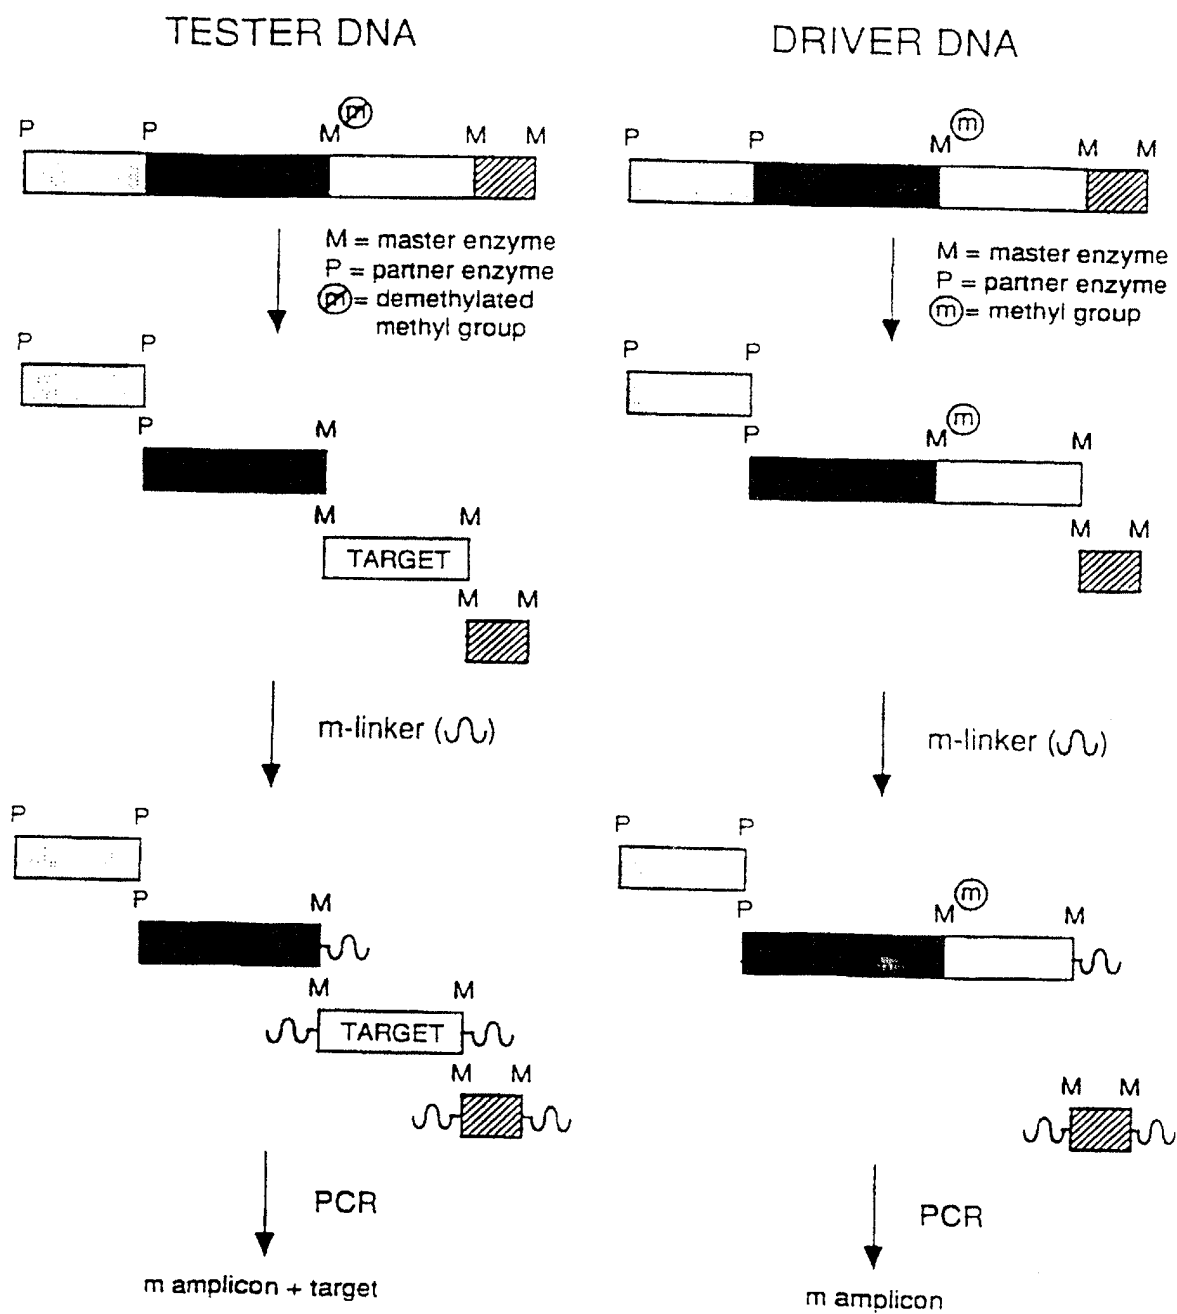 TESTER DNA
P P M m M M
M = master enzyme
P = partner enzyme
m = demethylated
methyl group
P P
P M
M M
TARGET
M M
m-linker ( )
P P
P M
M M
TARGET
M M
PCR
m amplicon + target
DRIVER DNA
P P M m M M
M = master enzyme
P = partner enzyme
m = methyl group
P P
P M m M
M M
m-linker ( )
P P
P M m M
M M
PCR
m amplicon